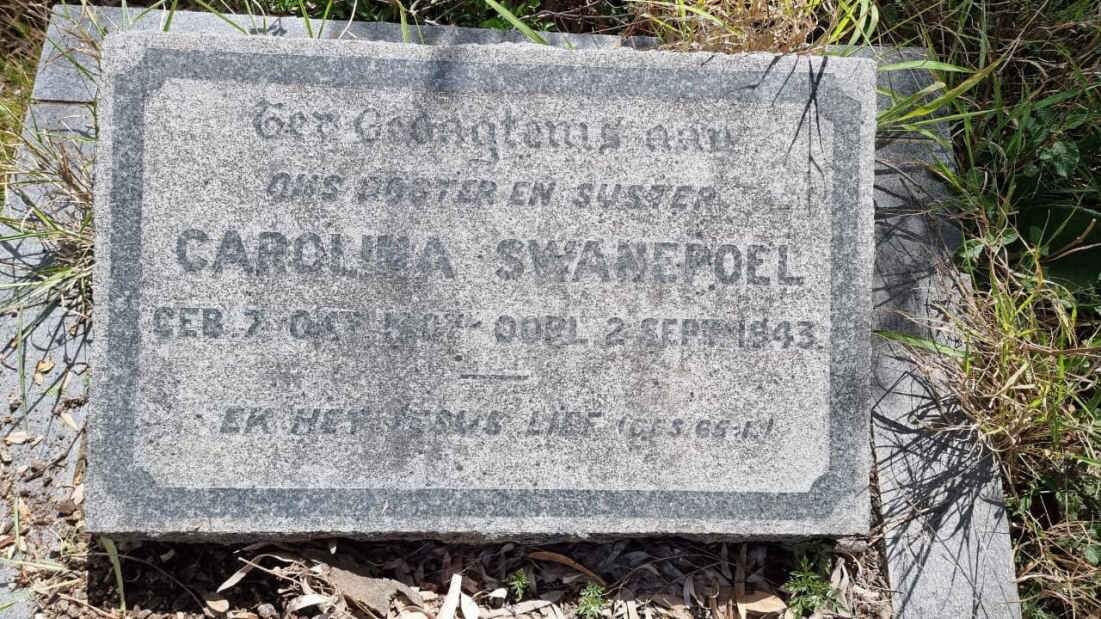 Ter Gedagtenis aan
ONS DOGTER EN SUSTER
CAROLINA SWANEPOEL
GEB. 7 OKT. OORL. 2 SEPT. 1943.
EK HET JESUS LIEF (GES.